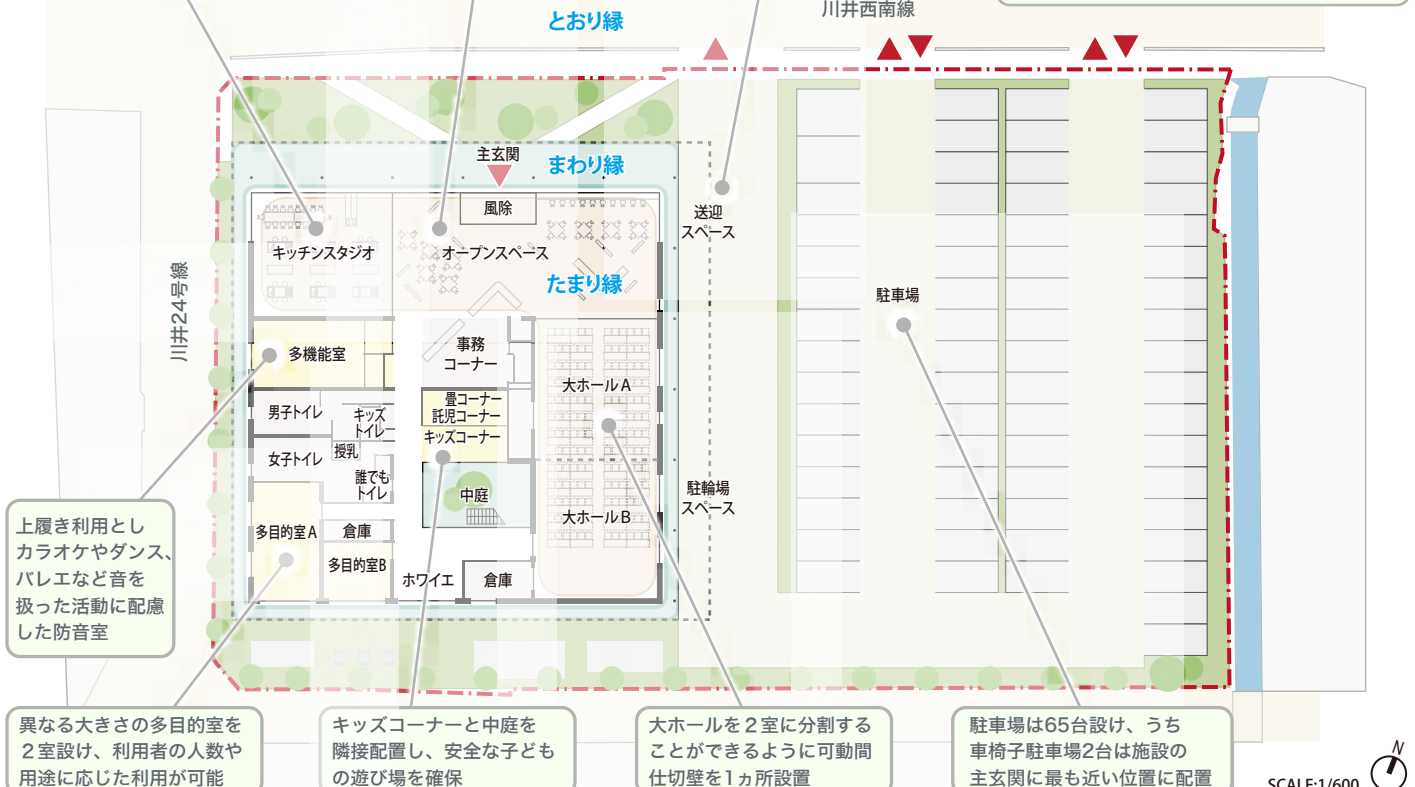 川井西南線
とおり縁
主玄関
まわり縁
風除
送迎
スペース
キッチンスタジオ
オープンスペース
たまり縁
川井24号線
駐車場
多機能室
事務
コーナー
大ホールA
畳コーナー
託児コーナー
キッズコーナー
男子トイレ
キッズ
トイレ
授乳
女子トイレ
誰でも
トイレ
中庭
駐輪場
スペース
大ホールB
多目的室A
倉庫
多目的室B
ホワイエ
倉庫
上履き利用とし
カラオケやダンス、
バレエなど音を
扱った活動に配慮
した防音室
異なる大きさの多目的室を
2室設け、利用者の人数や
用途に応じた利用が可能
キッズコーナーと中庭を
隣接配置し、安全な子ども
の遊び場を確保
大ホールを2室に分割する
ことができるように可動間
仕切壁を1ヵ所設置
駐車場は65台設け、うち
車椅子駐車場2台は施設の
主玄関に最も近い位置に配置
SCALE:1/600
N